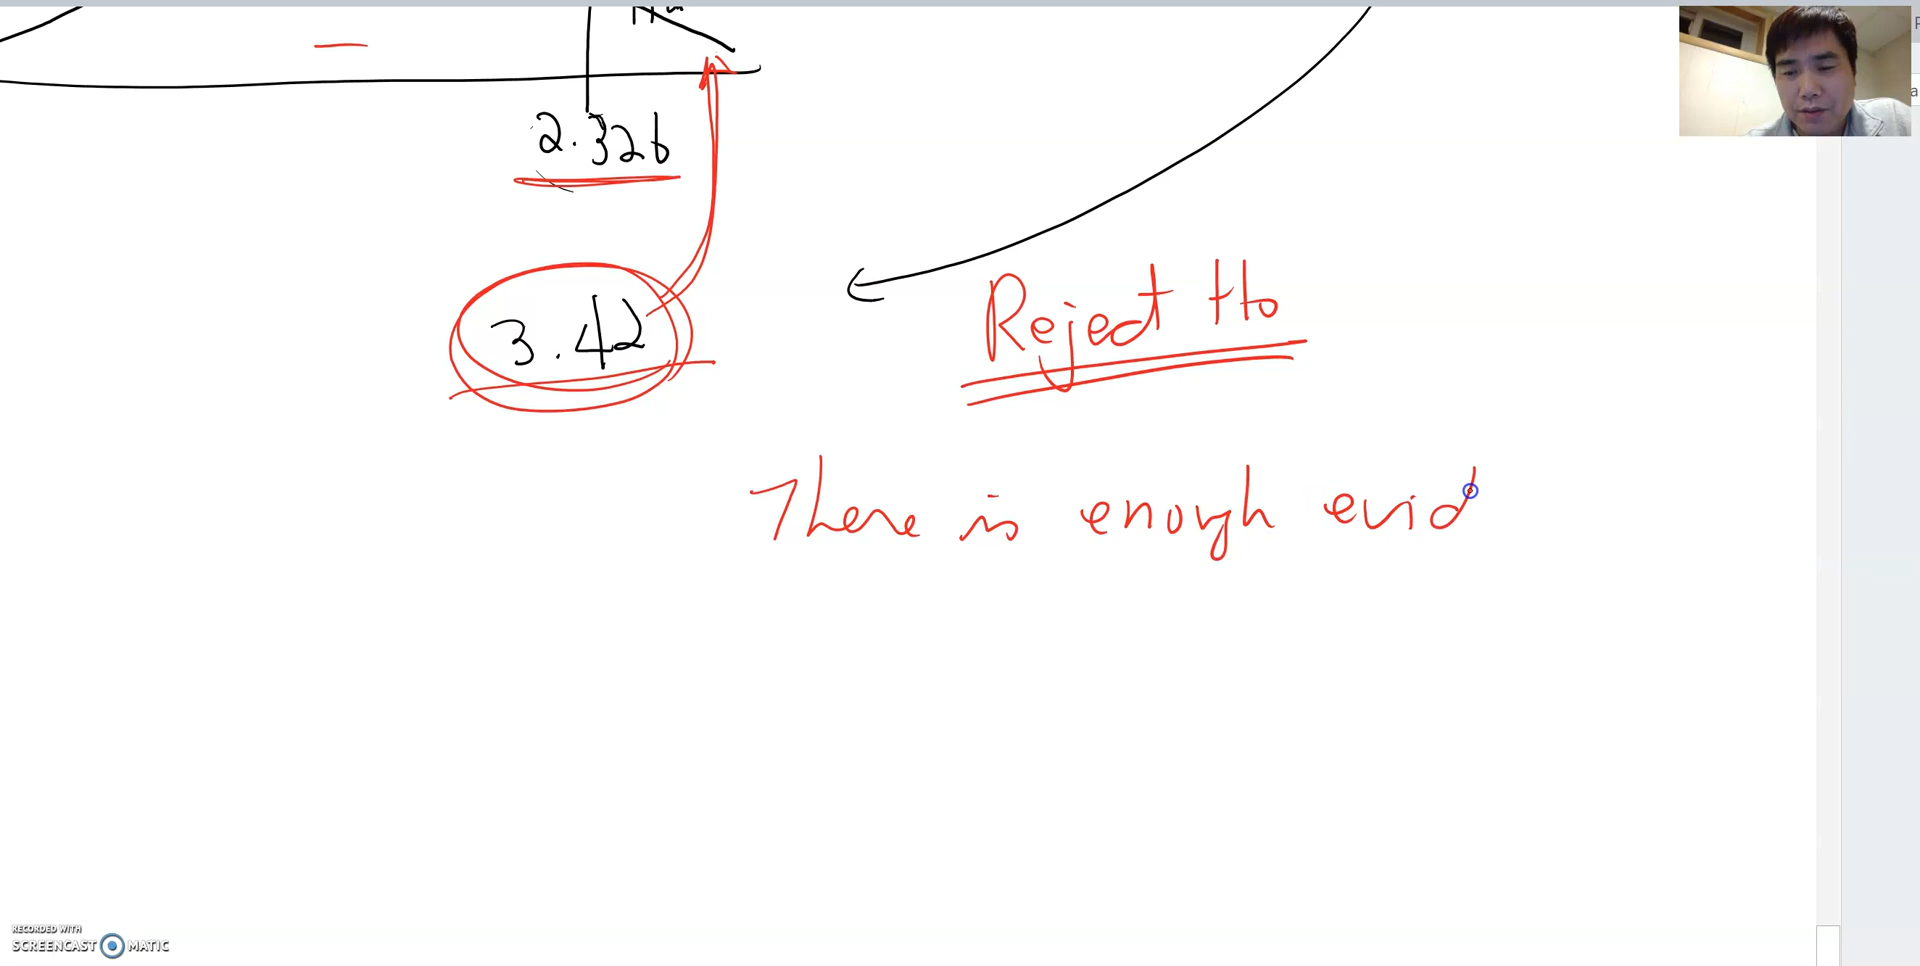 2.326
3.42
Reject Ho
There is enough evid
RECORDED WITH
SCREENCAST MATIC